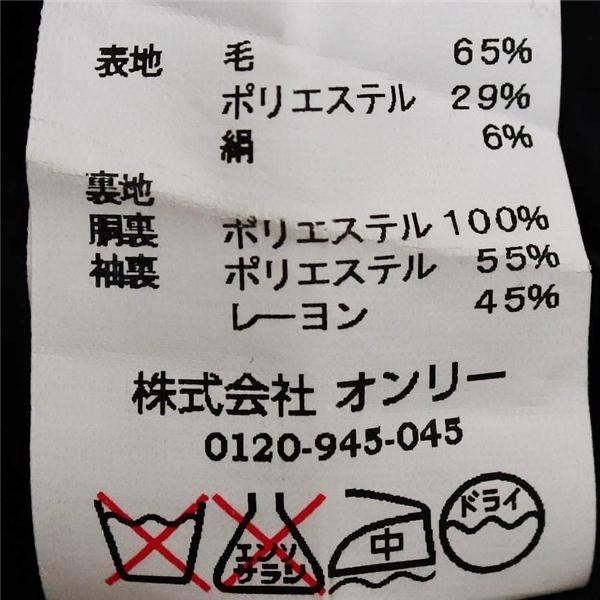 表地 毛 65%
ポリエステル 29%
絹 6%
裏地
胴裏 ポリエステル 100%
袖裏 ポリエステル 55%
レーヨン 45%
株式会社 オンリー
0120-945-045
エンソ
サラシ
中
ドライ